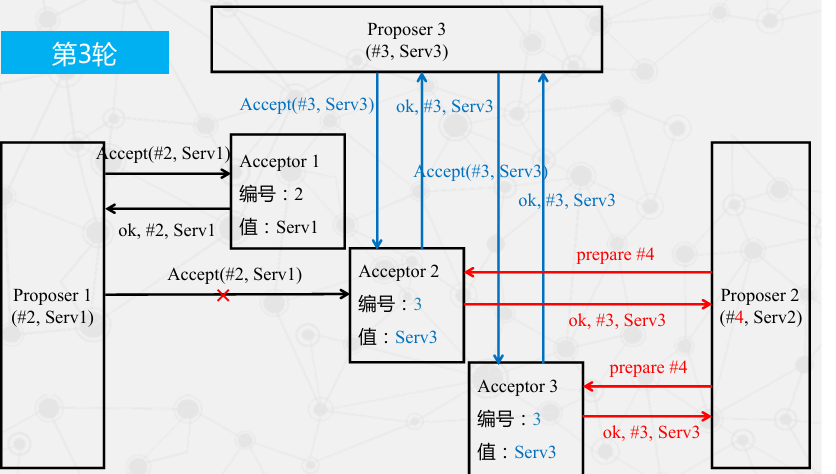 第3轮
Proposer 3
(#3, Serv3)
Accept(#3, Serv3)
ok, #3, Serv3
Accept(#2, Serv1)
Acceptor 1
编号：2
值：Serv1
ok, #2, Serv1
Accept(#3, Serv3)
ok, #3, Serv3
Proposer 1
(#2, Serv1)
Accept(#2, Serv1)
Acceptor 2
编号：3
值：Serv3
prepare #4
ok, #3, Serv3
Proposer 2
(#4, Serv2)
Acceptor 3
编号：3
值：Serv3
prepare #4
ok, #3, Serv3